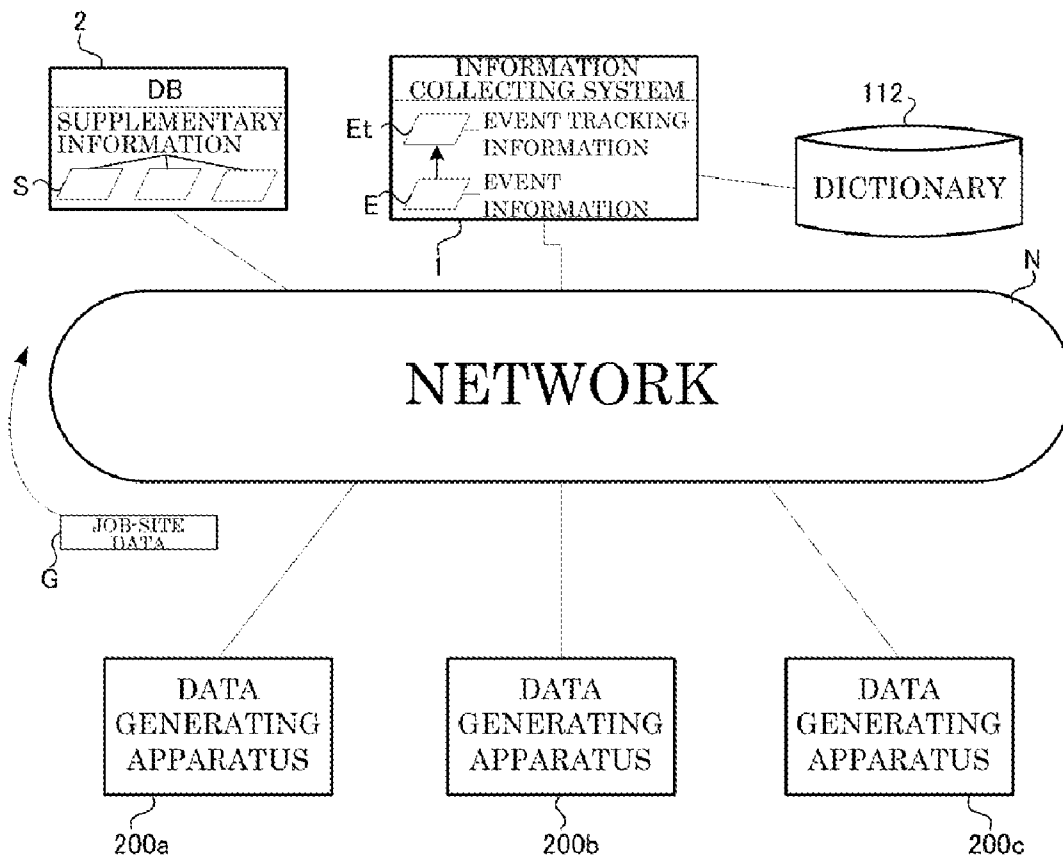 2
DB
SUPPLEMENTARY
INFORMATION
S
INFORMATION
COLLECTING SYSTEM
Et
EVENT TRACKING
INFORMATION
E
EVENT
INFORMATION
1
112
DICTIONARY
N
NETWORK
JOB-SITE
DATA
G
DATA
GENERATING
APPARATUS
200a
DATA
GENERATING
APPARATUS
200b
DATA
GENERATING
APPARATUS
200c